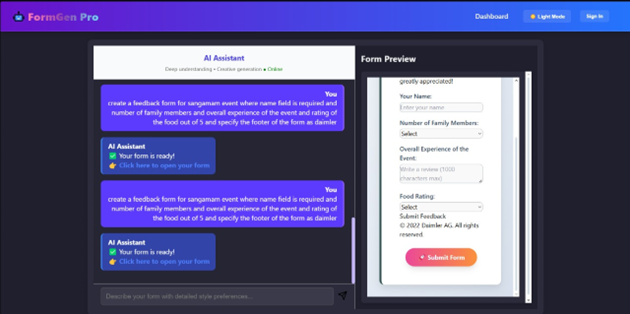 FormGen Pro
Dashboard
Light Mode
Sign In
AI Assistant
Deep understanding • Creative generation • Online
You
create a feedback form for sangamam event where name field is required and
number of family members and overall experience of the event and rating of
the food out of 5 and specify the footer of the form as daimler
AI Assistant
✅ Your form is ready!
👉 Click here to open your form
You
create a feedback form for sangamam event where name field is required and
number of family members and overall experience of the event and rating of
the food out of 5 and specify the footer of the form as daimler
AI Assistant
✅ Your form is ready!
👉 Click here to open your form
Describe your form with detailed style preferences...
Form Preview
greatly appreciated!
Your Name:
Enter your name
Number of Family Members:
Select
Overall Experience of the
Event:
Write a review (1000
characters max)
Food Rating:
Select
Submit Feedback
© 2022 Daimler AG. All rights
reserved.
Submit Form